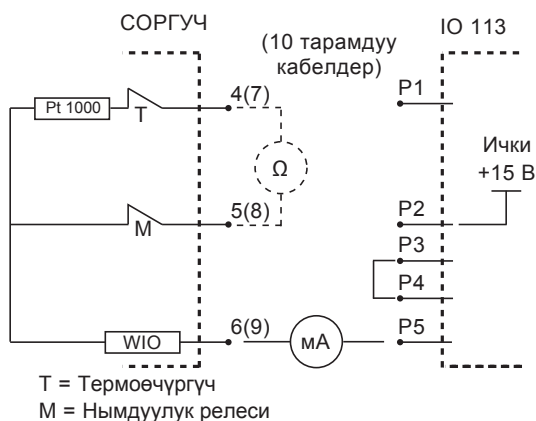 СОРГУЧ
(10 тарамдуу
кабелдер)
IO 113
Pt 1000
T
4(7)
P1
Ω
Ички
+15 В
M
5(8)
P2
P3
P4
WIO
6(9)
мА
P5
T = Термоөчүргүч
M = Нымдуулук релеси